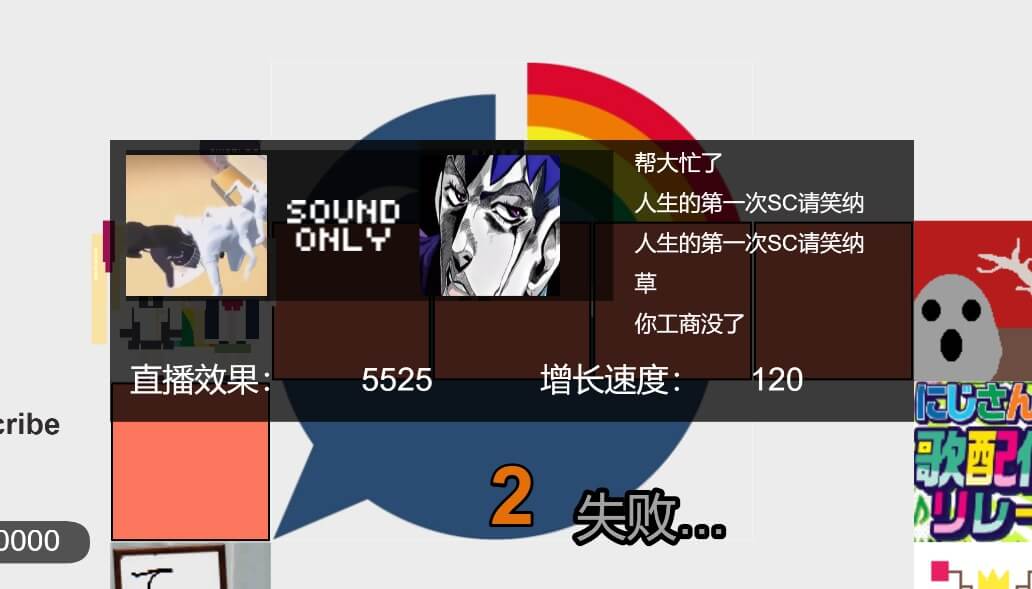 SOUND
ONLY
帮大忙了
人生的第一次SC请笑纳
人生的第一次SC请笑纳
草
你工商没了
直播效果： 5525 增长速度： 120
cribe
0000
2 失败...
にじさん
歌配信
リレー